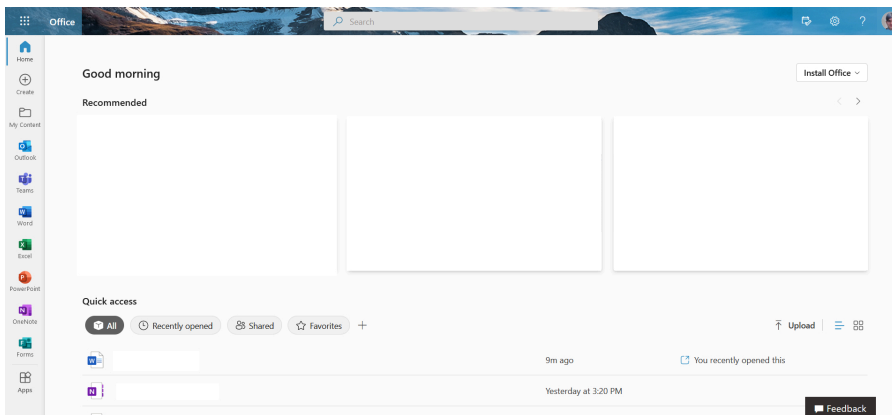 Office
Search
?
Home
Create
My Content
Outlook
Teams
Word
Excel
PowerPoint
OneNote
Forms
Apps
Good morning
Install Office
Recommended
Quick access
All
Recently opened
Shared
Favorites
Upload
9m ago
You recently opened this
Yesterday at 3:20 PM
Feedback